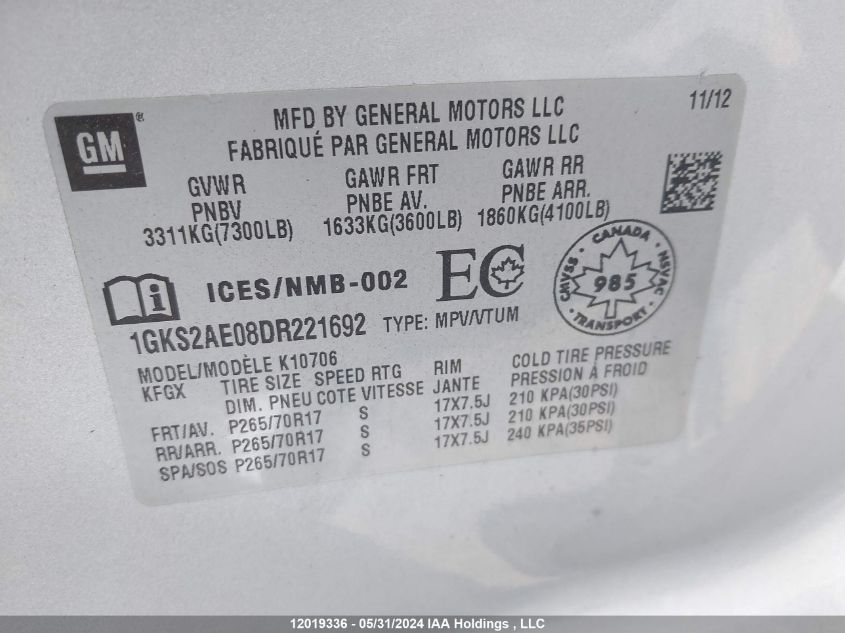 GM ®
MFD BY GENERAL MOTORS LLC
11/12
FABRIQUÉ PAR GENERAL MOTORS LLC
GVWR GAWR FRT GAWR RR
PNBV PNBE AV. PNBE ARR.
3311KG(7300LB) 1633KG(3600LB) 1860KG(4100LB)
i ICES/NMB-002 EC
CANADA
CMVSS 985 NSVAC
TRANSPORT
1GKS2AE08DR221692 TYPE: MPV/VTUM
MODEL/MODÈLE K10706
KFGX TIRE SIZE SPEED RTG RIM COLD TIRE PRESSURE
DIM. PNEU COTE VITESSE JANTE PRESSION À FROID
FRT/AV. P265/70R17 S 17X7.5J 210 KPA(30PSI)
RR/ARR. P265/70R17 S 17X7.5J 210 KPA(30PSI)
SPA/SOS P265/70R17 S 17X7.5J 240 KPA(35PSI)
12019336 - 05/31/2024 IAA Holdings , LLC